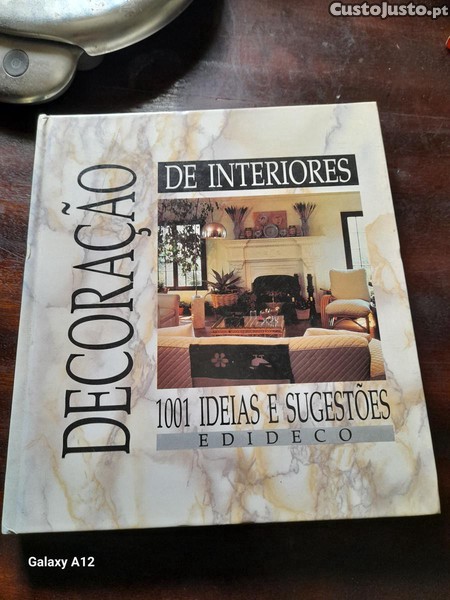 CustoJusto.pt
DECORAÇÃO
DE INTERIORES
1001 IDEIAS E SUGESTÕES
EDIDECO
Galaxy A12